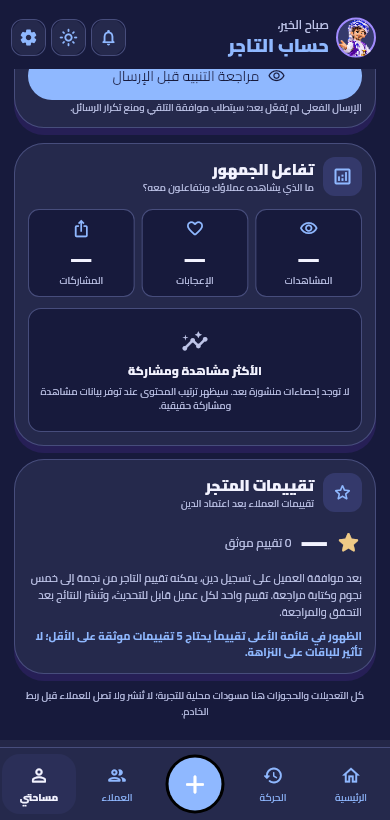 صباح الخير،
حساب التاجر
مراجعة التنبيه قبل الإرسال
الإرسال الفعلي لم يُفعّل بعد؛ سيتطلب موافقة التلقي ومنع تكرار الرسائل.
تفاعل الجمهور
ما الذي يشاهده عملاؤك ويتفاعلون معه؟
المشاهدات
الإعجابات
المشاركات
الأكثر مشاهدة ومشاركة
لا توجد إحصاءات منشورة بعد. سيظهر ترتيب المحتوى عند توفر بيانات مشاهدة
ومشاركة حقيقية.
تقييمات المتجر
تقييمات العملاء بعد اعتماد الدين
0 تقييم موثق
بعد موافقة العميل على تسجيل دين، يمكنه تقييم التاجر من نجمة إلى خمس
نجوم وكتابة مراجعة. تقييم واحد لكل عميل قابل للتحديث، وتُنشر النتائج بعد
التحقق والمراجعة.
الظهور في قائمة الأعلى تقييماً يحتاج 5 تقييمات موثقة على الأقل؛ لا
تأثير للباقات على النزاهة.
كل التعديلات والحجوزات هنا مسودات محلية للتجربة؛ لا تُنشر ولا تصل للعملاء قبل ربط
الخادم.
الرئيسية
الحركة
العملاء
مساحتي